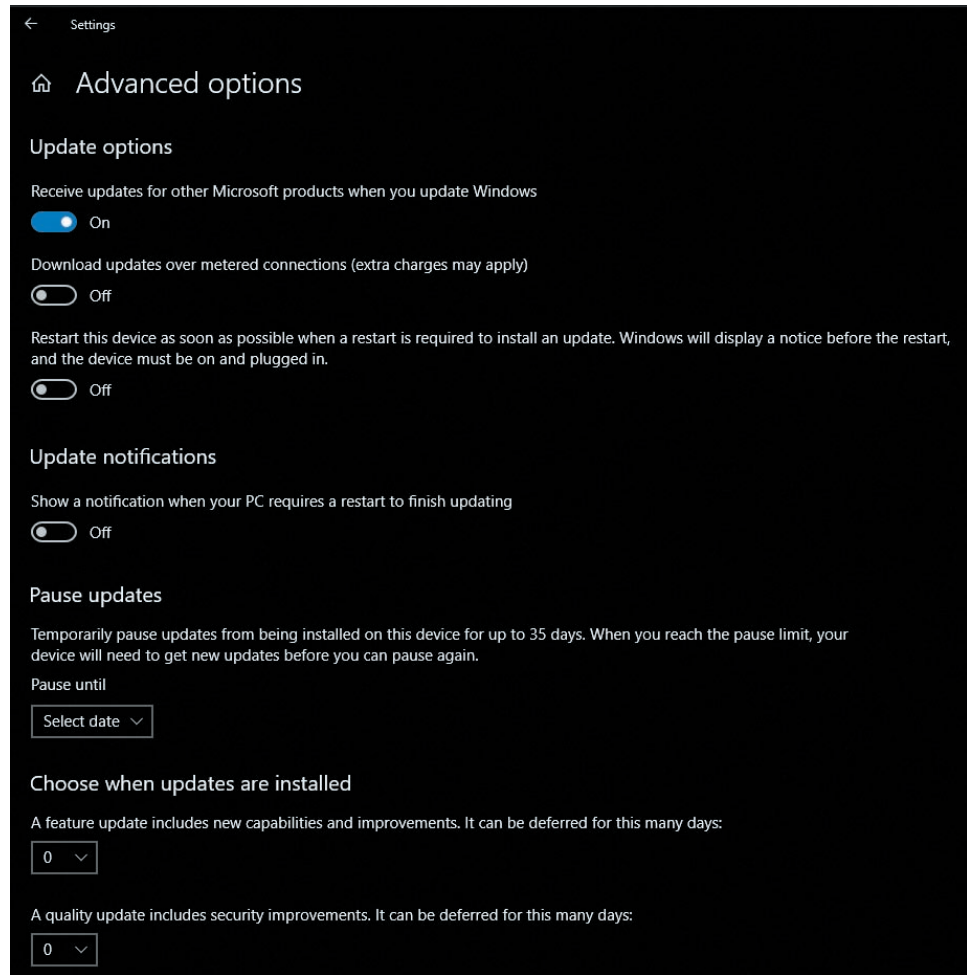 Settings
Advanced options
Update options
Receive updates for other Microsoft products when you update Windows
On
Download updates over metered connections (extra charges may apply)
Off
Restart this device as soon as possible when a restart is required to install an update. Windows will display a notice before the restart,
and the device must be on and plugged in.
Off
Update notifications
Show a notification when your PC requires a restart to finish updating
Off
Pause updates
Temporarily pause updates from being installed on this device for up to 35 days. When you reach the pause limit, your
device will need to get new updates before you can pause again.
Pause until
Select date
Choose when updates are installed
A feature update includes new capabilities and improvements. It can be deferred for this many days:
0
A quality update includes security improvements. It can be deferred for this many days:
0